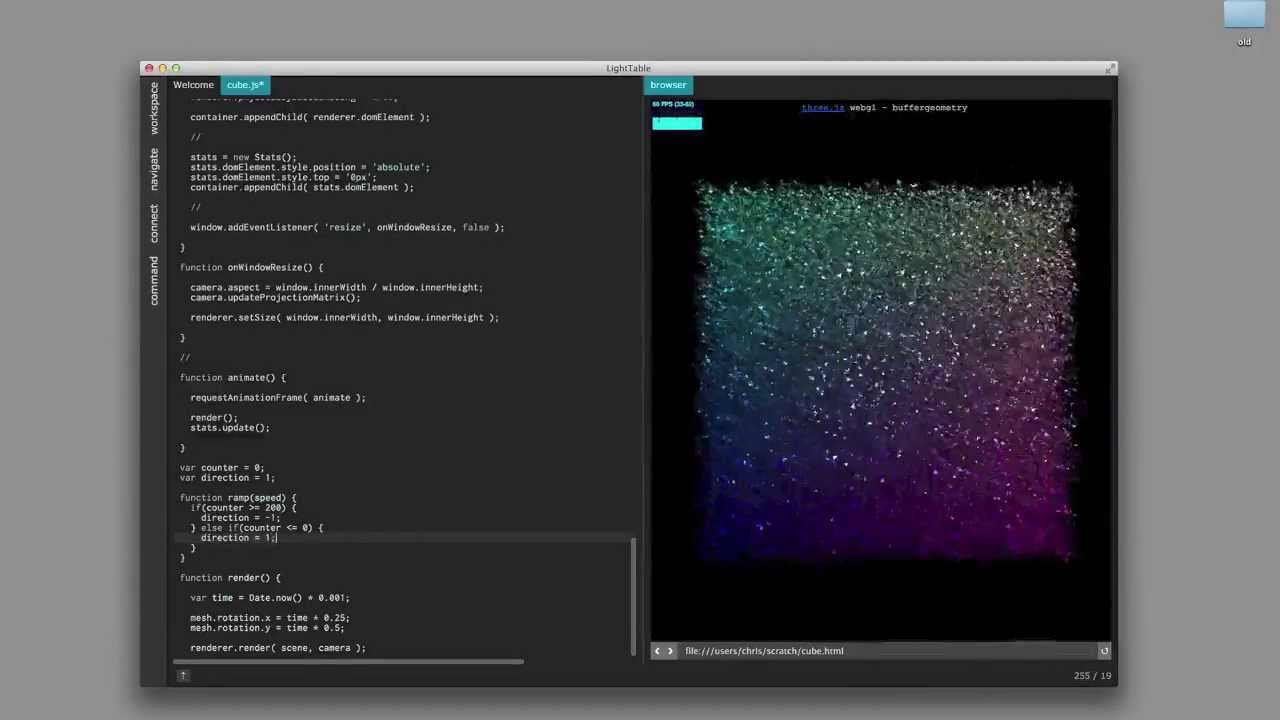 old
LightTable
Welcome
cube.js*
browser
workspace
navigate
connect
command
container.appendChild( renderer.domElement );
//
stats = new Stats();
stats.domElement.style.position = 'absolute';
stats.domElement.style.top = '0px';
container.appendChild( stats.domElement );
//
window.addEventListener( 'resize', onWindowResize, false );
}
function onWindowResize() {
camera.aspect = window.innerWidth / window.innerHeight;
camera.updateProjectionMatrix();
renderer.setSize( window.innerWidth, window.innerHeight );
}
//
function animate() {
requestAnimationFrame( animate );
render();
stats.update();
}
var counter = 0;
var direction = 1;
function ramp(speed) {
if(counter >= 200) {
direction = -1;
} else if(counter <= 0) {
direction = 1;
}
}
function render() {
var time = Date.now() * 0.001;
mesh.rotation.x = time * 0.25;
mesh.rotation.y = time * 0.5;
renderer.render( scene, camera );
↑
60 FPS (33-60)
three.js webgl - buffergeometry
file:///users/chris/scratch/cube.html
255 / 19